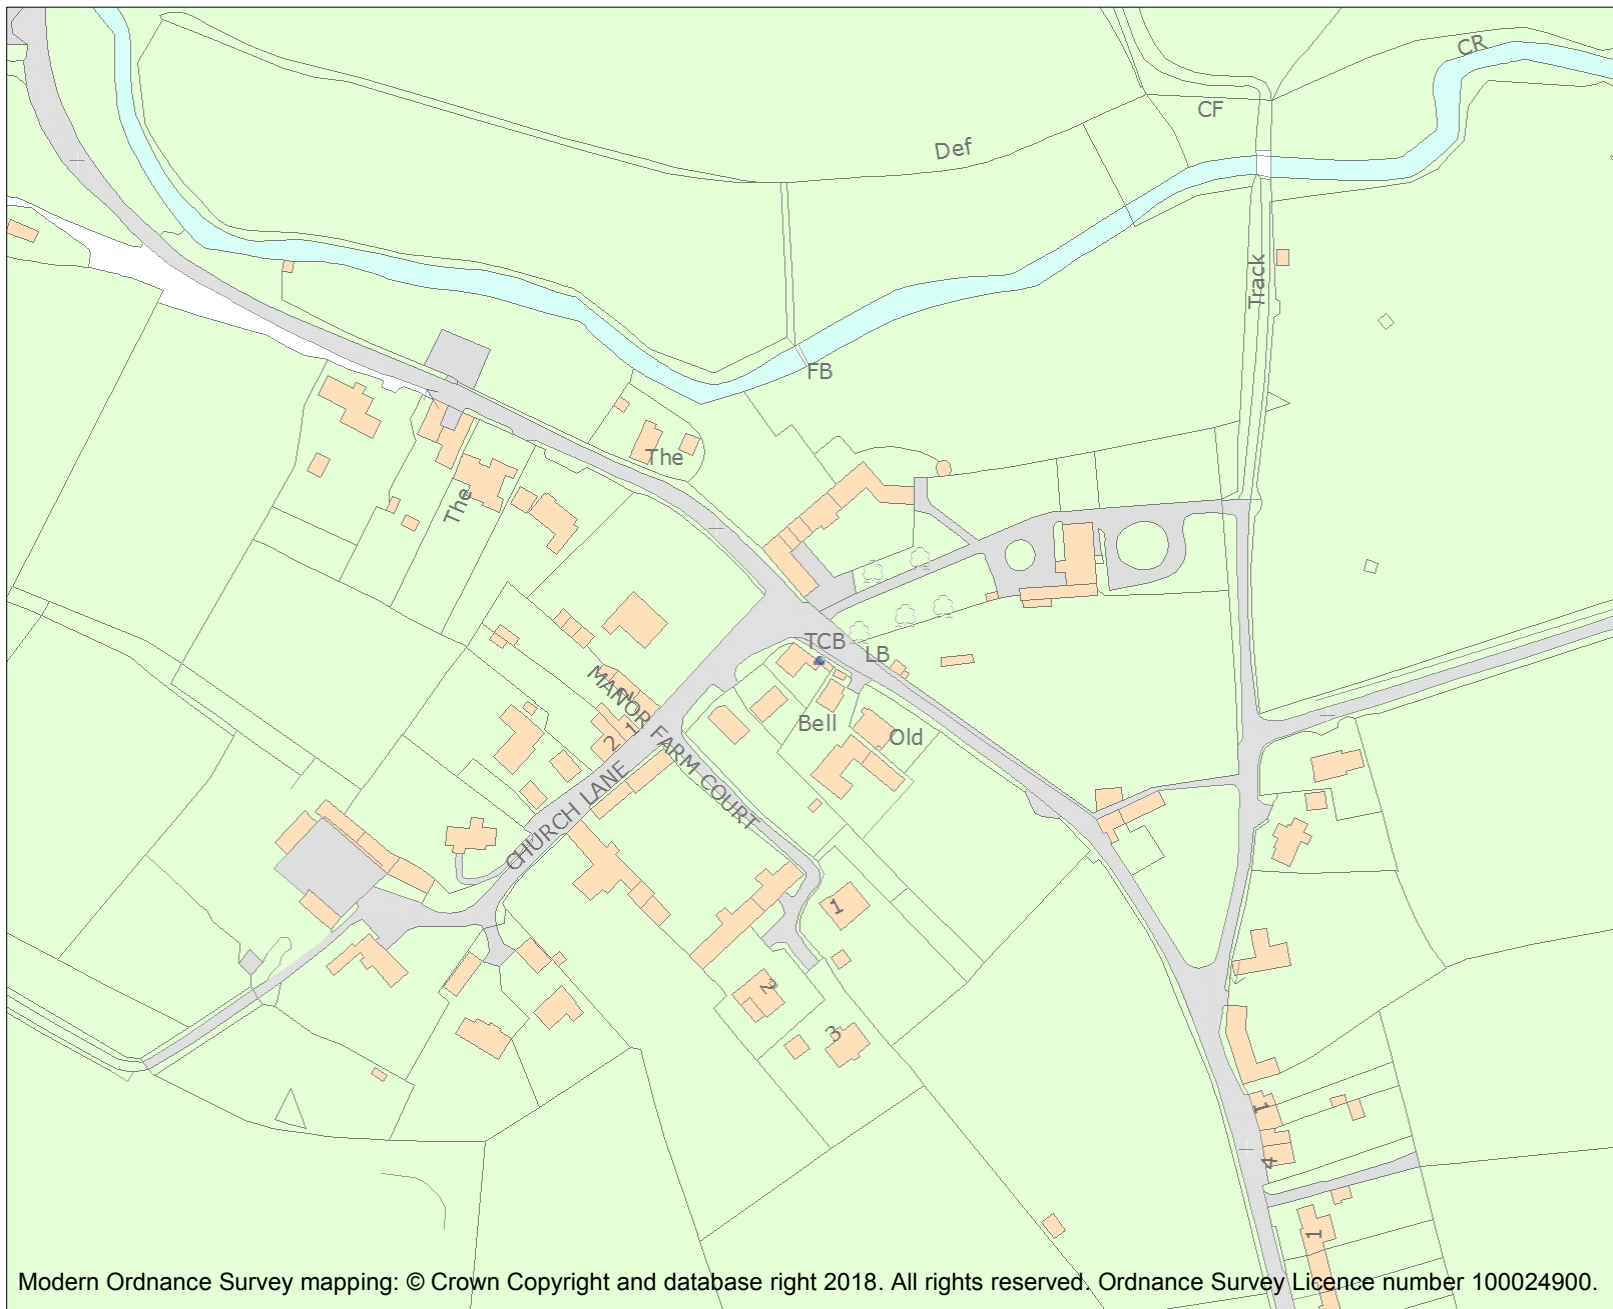 CR
CF
Def
Track
FB
The
The
TCB
LB
MANOR FARM COURT
2
1
Bell
Old
CHURCH LANE
1
2
3
1
4
1
Modern Ordnance Survey mapping: © Crown Copyright and database right 2018. All rights reserved. Ordnance Survey Licence number 100024900.